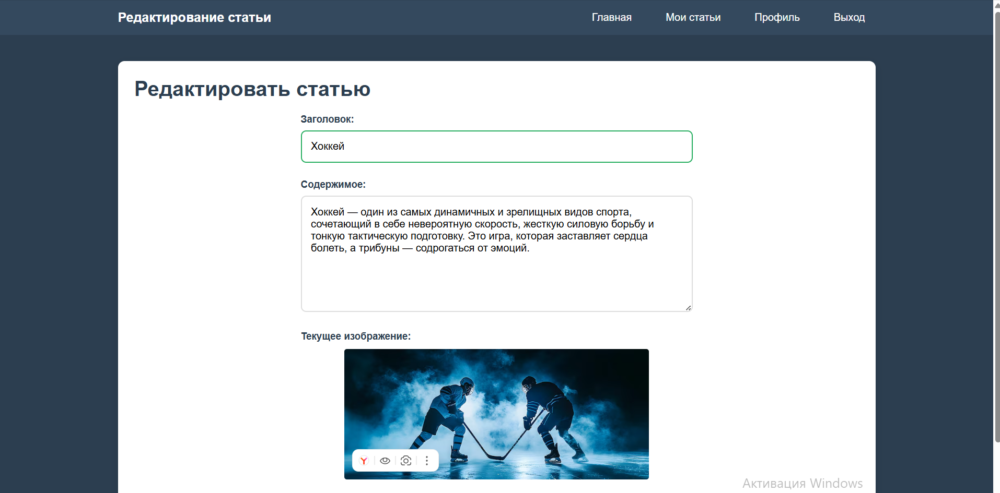 Редактирование статьи
Главная
Мои статьи
Профиль
Выход
Редактировать статью
Заголовок:
Хоккей
Содержимое:
Хоккей — один из самых динамичных и зрелищных видов спорта,
сочетающий в себе невероятную скорость, жесткую силовую борьбу и
тонкую тактическую подготовку. Это игра, которая заставляет сердца
болеть, а трибуны — содрогаться от эмоций.
Текущее изображение:
Активация Windows